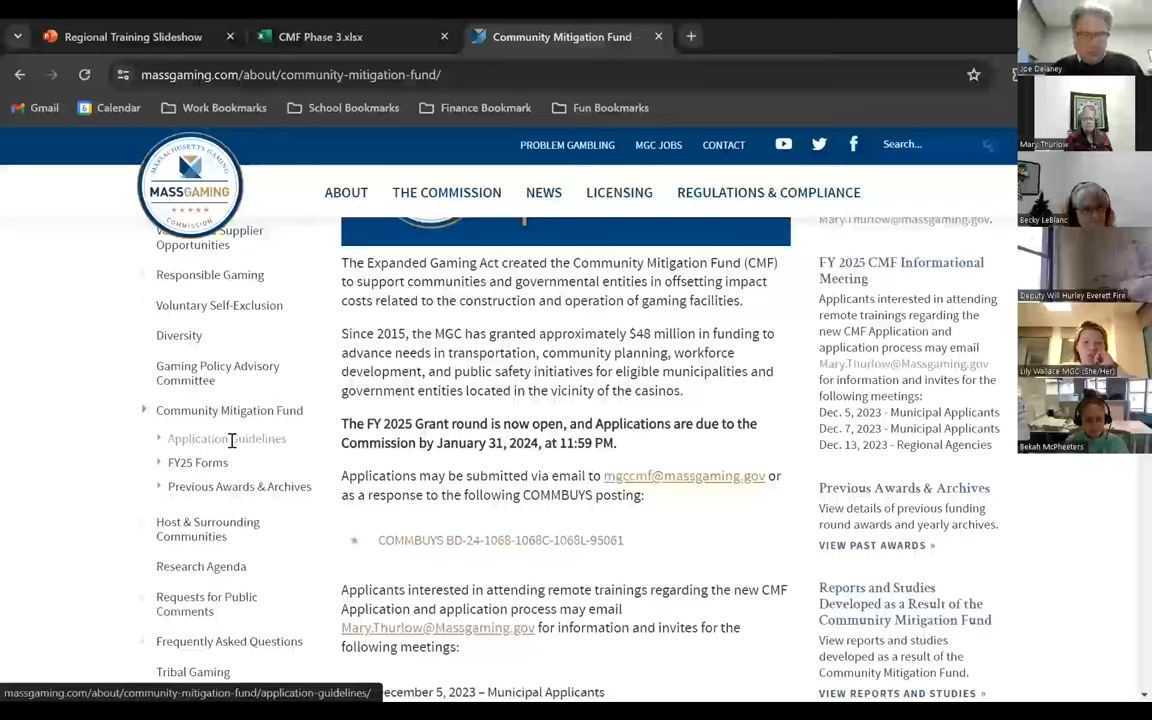 Regional Training Slideshow
CMF Phase 3.xlsx
Community Mitigation Fund
massgaming.com/about/community-mitigation-fund/
Gmail
Calendar
Work Bookmarks
School Bookmarks
Finance Bookmark
Fun Bookmarks
PROBLEM GAMBLING
MGC JOBS
CONTACT
Search...
MASSACHUSETTS GAMING
MASSGAMING
COMMISSION
ABOUT
THE COMMISSION
NEWS
LICENSING
REGULATIONS & COMPLIANCE
Supplier
Opportunities
Responsible Gaming
Voluntary Self-Exclusion
Diversity
Gaming Policy Advisory
Committee
Community Mitigation Fund
Application Guidelines
FY25 Forms
Previous Awards & Archives
Host & Surrounding
Communities
Research Agenda
Requests for Public
Comments
Frequently Asked Questions
Tribal Gaming
massgaming.com/about/community-mitigation-fund/application-guidelines/
The Expanded Gaming Act created the Community Mitigation Fund (CMF)
to support communities and governmental entities in offsetting impact
costs related to the construction and operation of gaming facilities.
Since 2015, the MGC has granted approximately $48 million in funding to
advance needs in transportation, community planning, workforce
development, and public safety initiatives for eligible municipalities and
government entities located in the vicinity of the casinos.
The FY 2025 Grant round is now open, and Applications are due to the
Commission by January 31, 2024, at 11:59 PM.
Applications may be submitted via email to mgccmf@massgaming.gov or
as a response to the following COMMBUYS posting:
COMMBUYS BD-24-1068-1068C-1068L-95061
Applicants interested in attending remote trainings regarding the new CMF
Application and application process may email
Mary.Thurlow@Massgaming.gov for information and invites for the
following meetings:
December 5, 2023 – Municipal Applicants
Mary.Thurlow@massgaming.gov.
FY 2025 CMF Informational
Meeting
Applicants interested in attending
remote trainings regarding the
new CMF Application and
application process may email
Mary.Thurlow@Massgaming.gov
for information and invites for the
following meetings:
Dec. 5, 2023 - Municipal Applicants
Dec. 7, 2023 - Municipal Applicants
Dec. 13, 2023 - Regional Agencies
Previous Awards & Archives
View details of previous funding
round awards and yearly archives.
VIEW PAST AWARDS »
Reports and Studies
Developed as a Result of the
Community Mitigation Fund
View reports and studies
developed as a result of the
Community Mitigation Fund.
VIEW REPORTS AND STUDIES »
Joe Delaney
Mary Thurlow
Becky LeBlanc
Deputy Will Hurley Everett Fire
Lily Wallace MGC (She/Her)
Bekah McPheeters